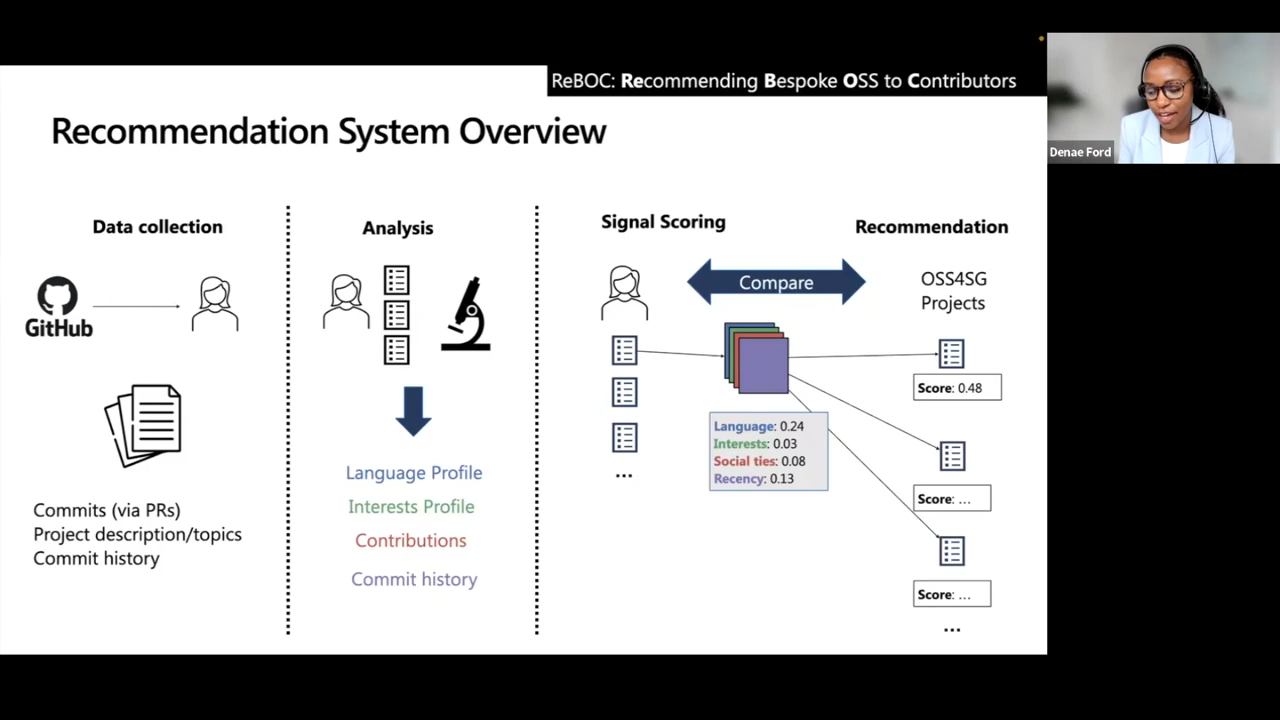 ReBOC: Recommending Bespoke OSS to Contributors
Denae Ford
Recommendation System Overview
Data collection
GitHub
Commits (via PRs)
Project description/topics
Commit history
Analysis
Language Profile
Interests Profile
Contributions
Commit history
Signal Scoring
Compare
Language: 0.24
Interests: 0.03
Social ties: 0.08
Recency: 0.13
...
Recommendation
OSS4SG
Projects
Score: 0.48
Score: ...
Score: ...
...